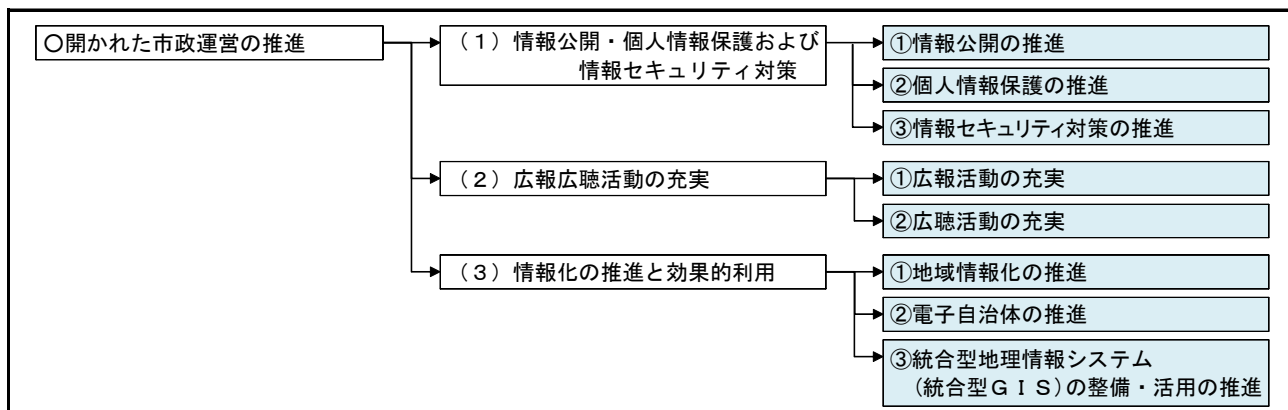 〇開かれた市政運営の推進
（１）情報公開・個人情報保護および
情報セキュリティ対策
①情報公開の推進
②個人情報保護の推進
③情報セキュリティ対策の推進
（２）広報広聴活動の充実
①広報活動の充実
②広聴活動の充実
（３）情報化の推進と効果的利用
①地域情報化の推進
②電子自治体の推進
③統合型地理情報システム
(統合型ＧＩＳ)の整備・活用の推進